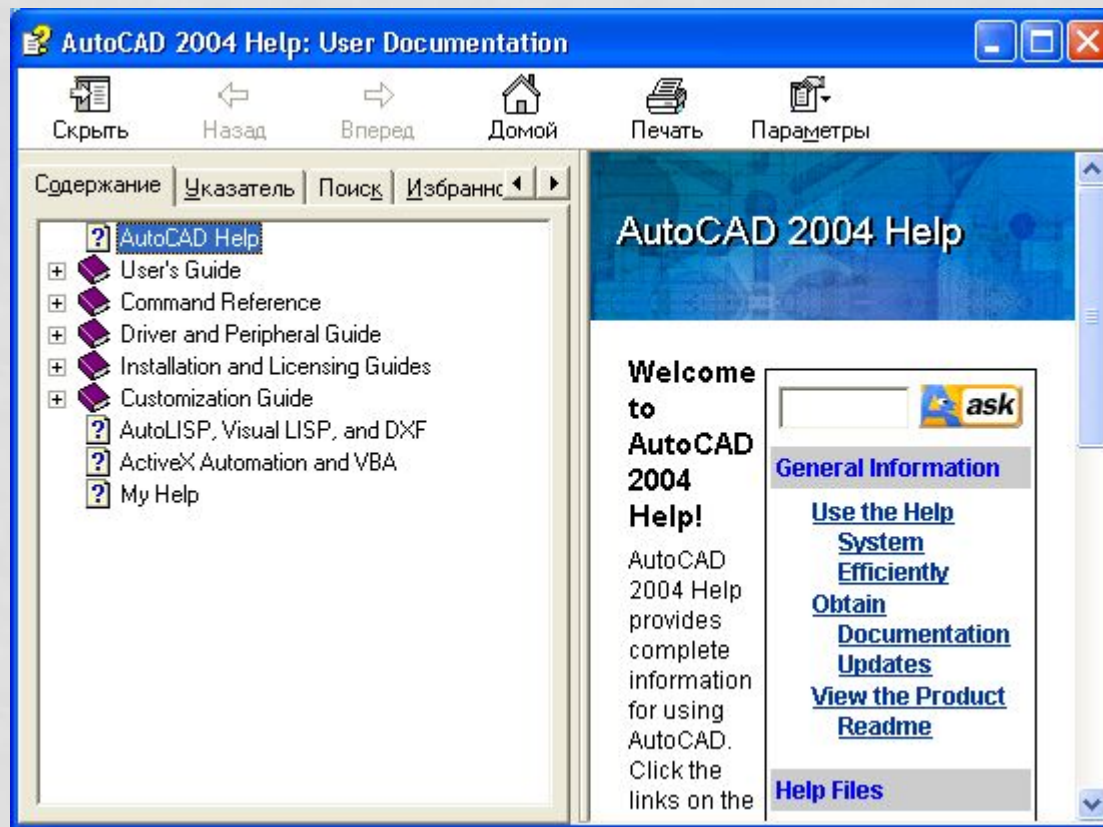 AutoCAD 2004 Help: User Documentation
Скрыть Назад Вперед Домой Печать Параметры
Содержание Указатель Поиск
AutoCAD Help
User's Guide
Command Reference
Driver and Peripheral Guide
Installation and Licensing Guides
Customization Guide
AutoLISP, Visual LISP, and DXF
ActiveX Automation and VBA
My Help
AutoCAD 2004 Help
Welcome
to
AutoCAD
2004
Help!
AutoCAD
2004 Help
provides
complete
information
for using
AutoCAD.
Click the
links on the
ask
General Information
Use the Help
System
Efficiently
Obtain
Documentation
Updates
View the Product
Readme
Help Files